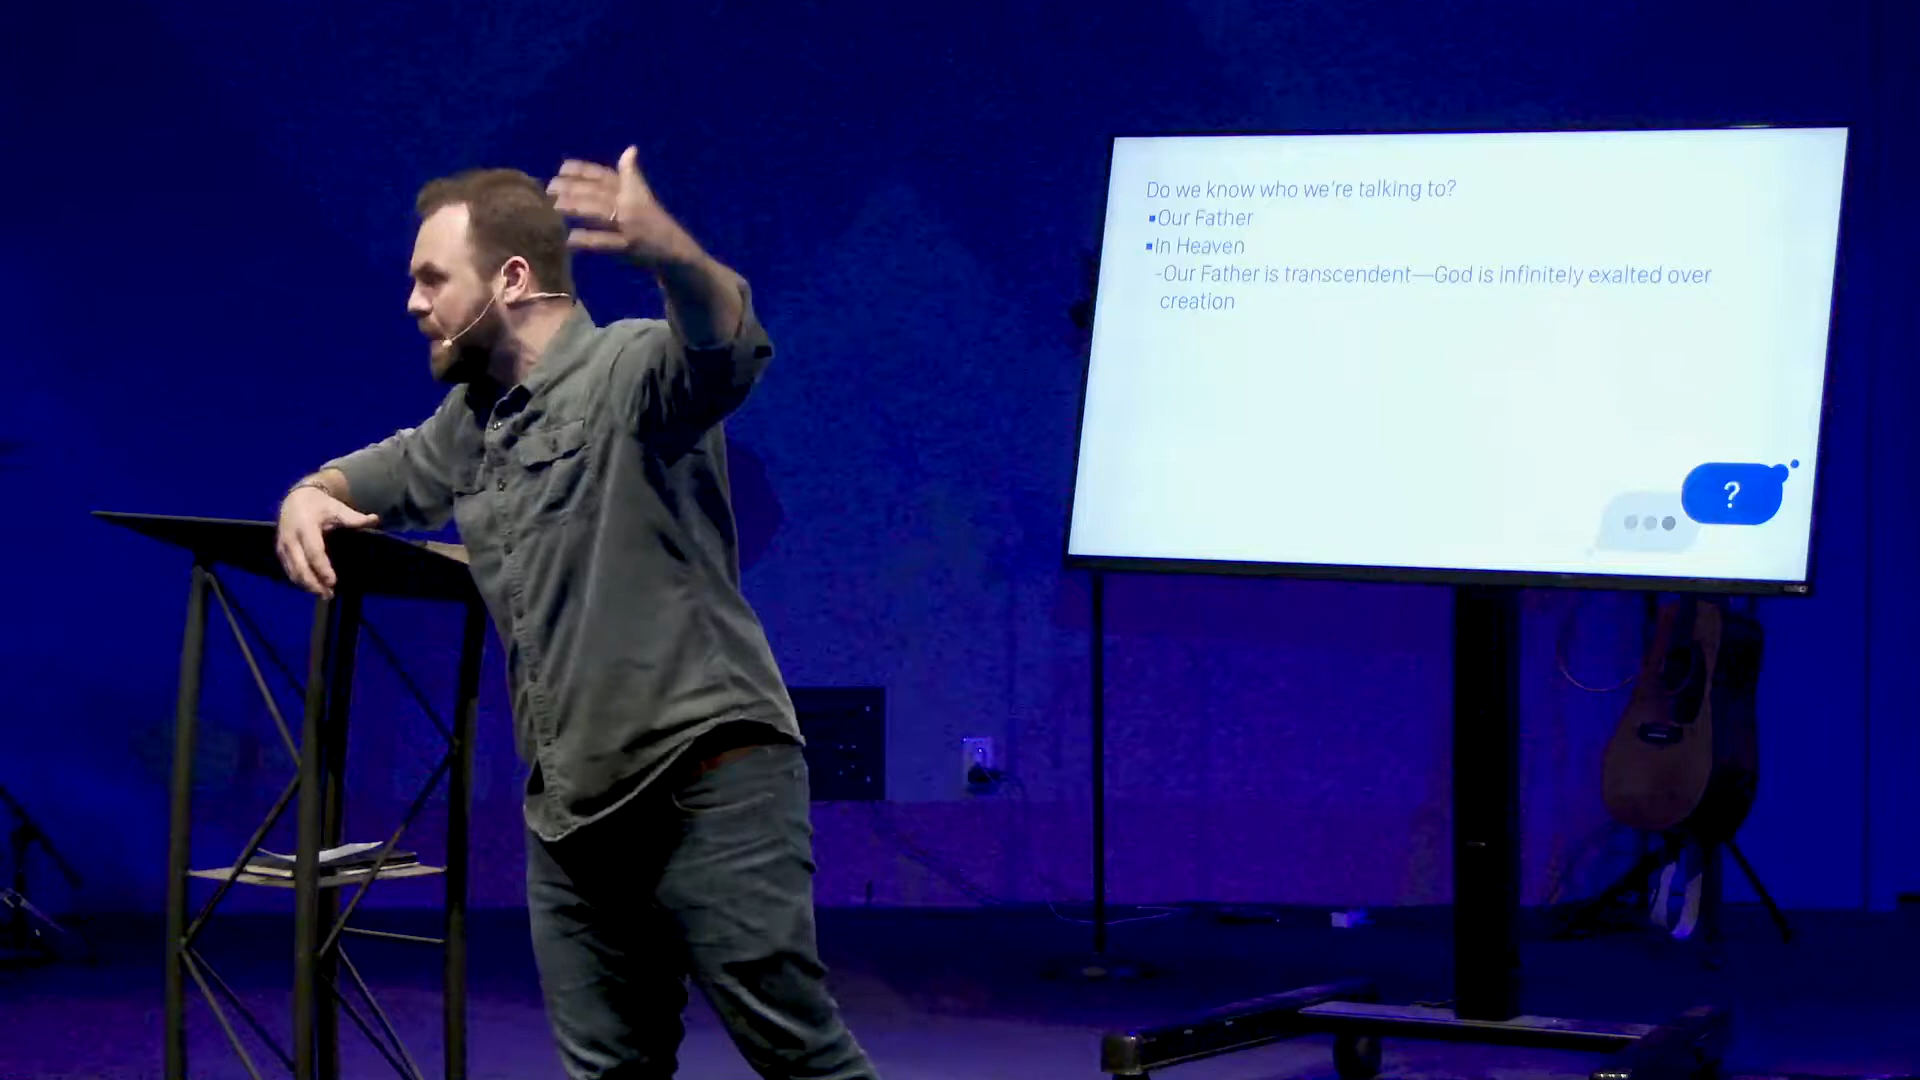 Do we know who we're talking to?
▪Our Father
▪In Heaven
-Our Father is transcendent—God is infinitely exalted over
creation
?